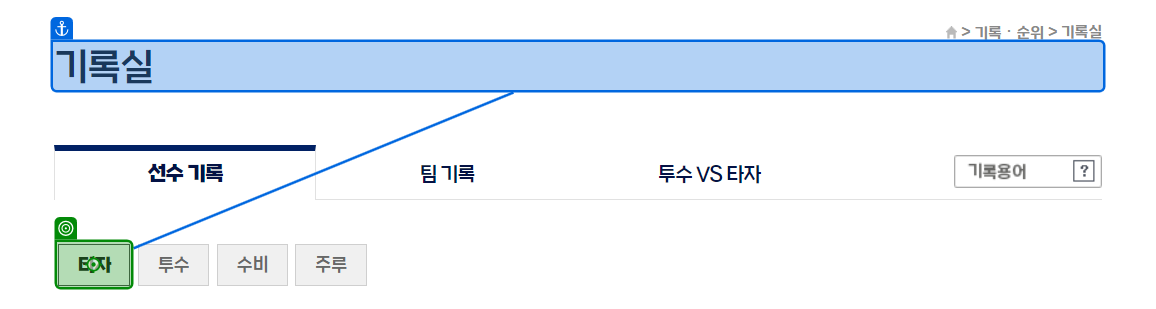 > 기록 · 순위 > 기록실
기록실
선수 기록
팀 기록
투수 VS 타자
기록용어 ?
타자
투수
수비
주루